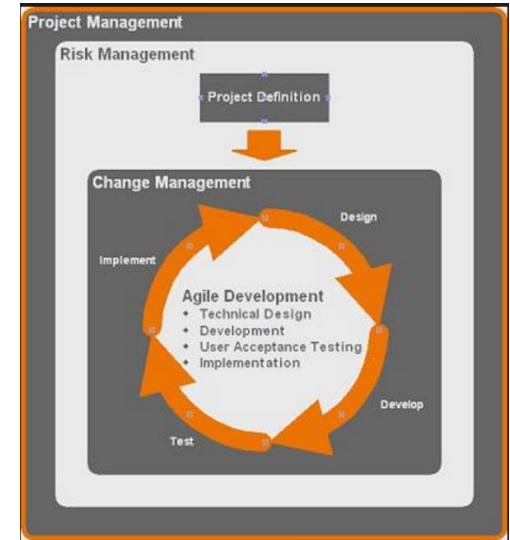 Project Management
Risk Management
Project Definition
Change Management
Design
Implement
Agile Development
Technical Design
Development
User Acceptance Testing
Implementation
Develop
Test